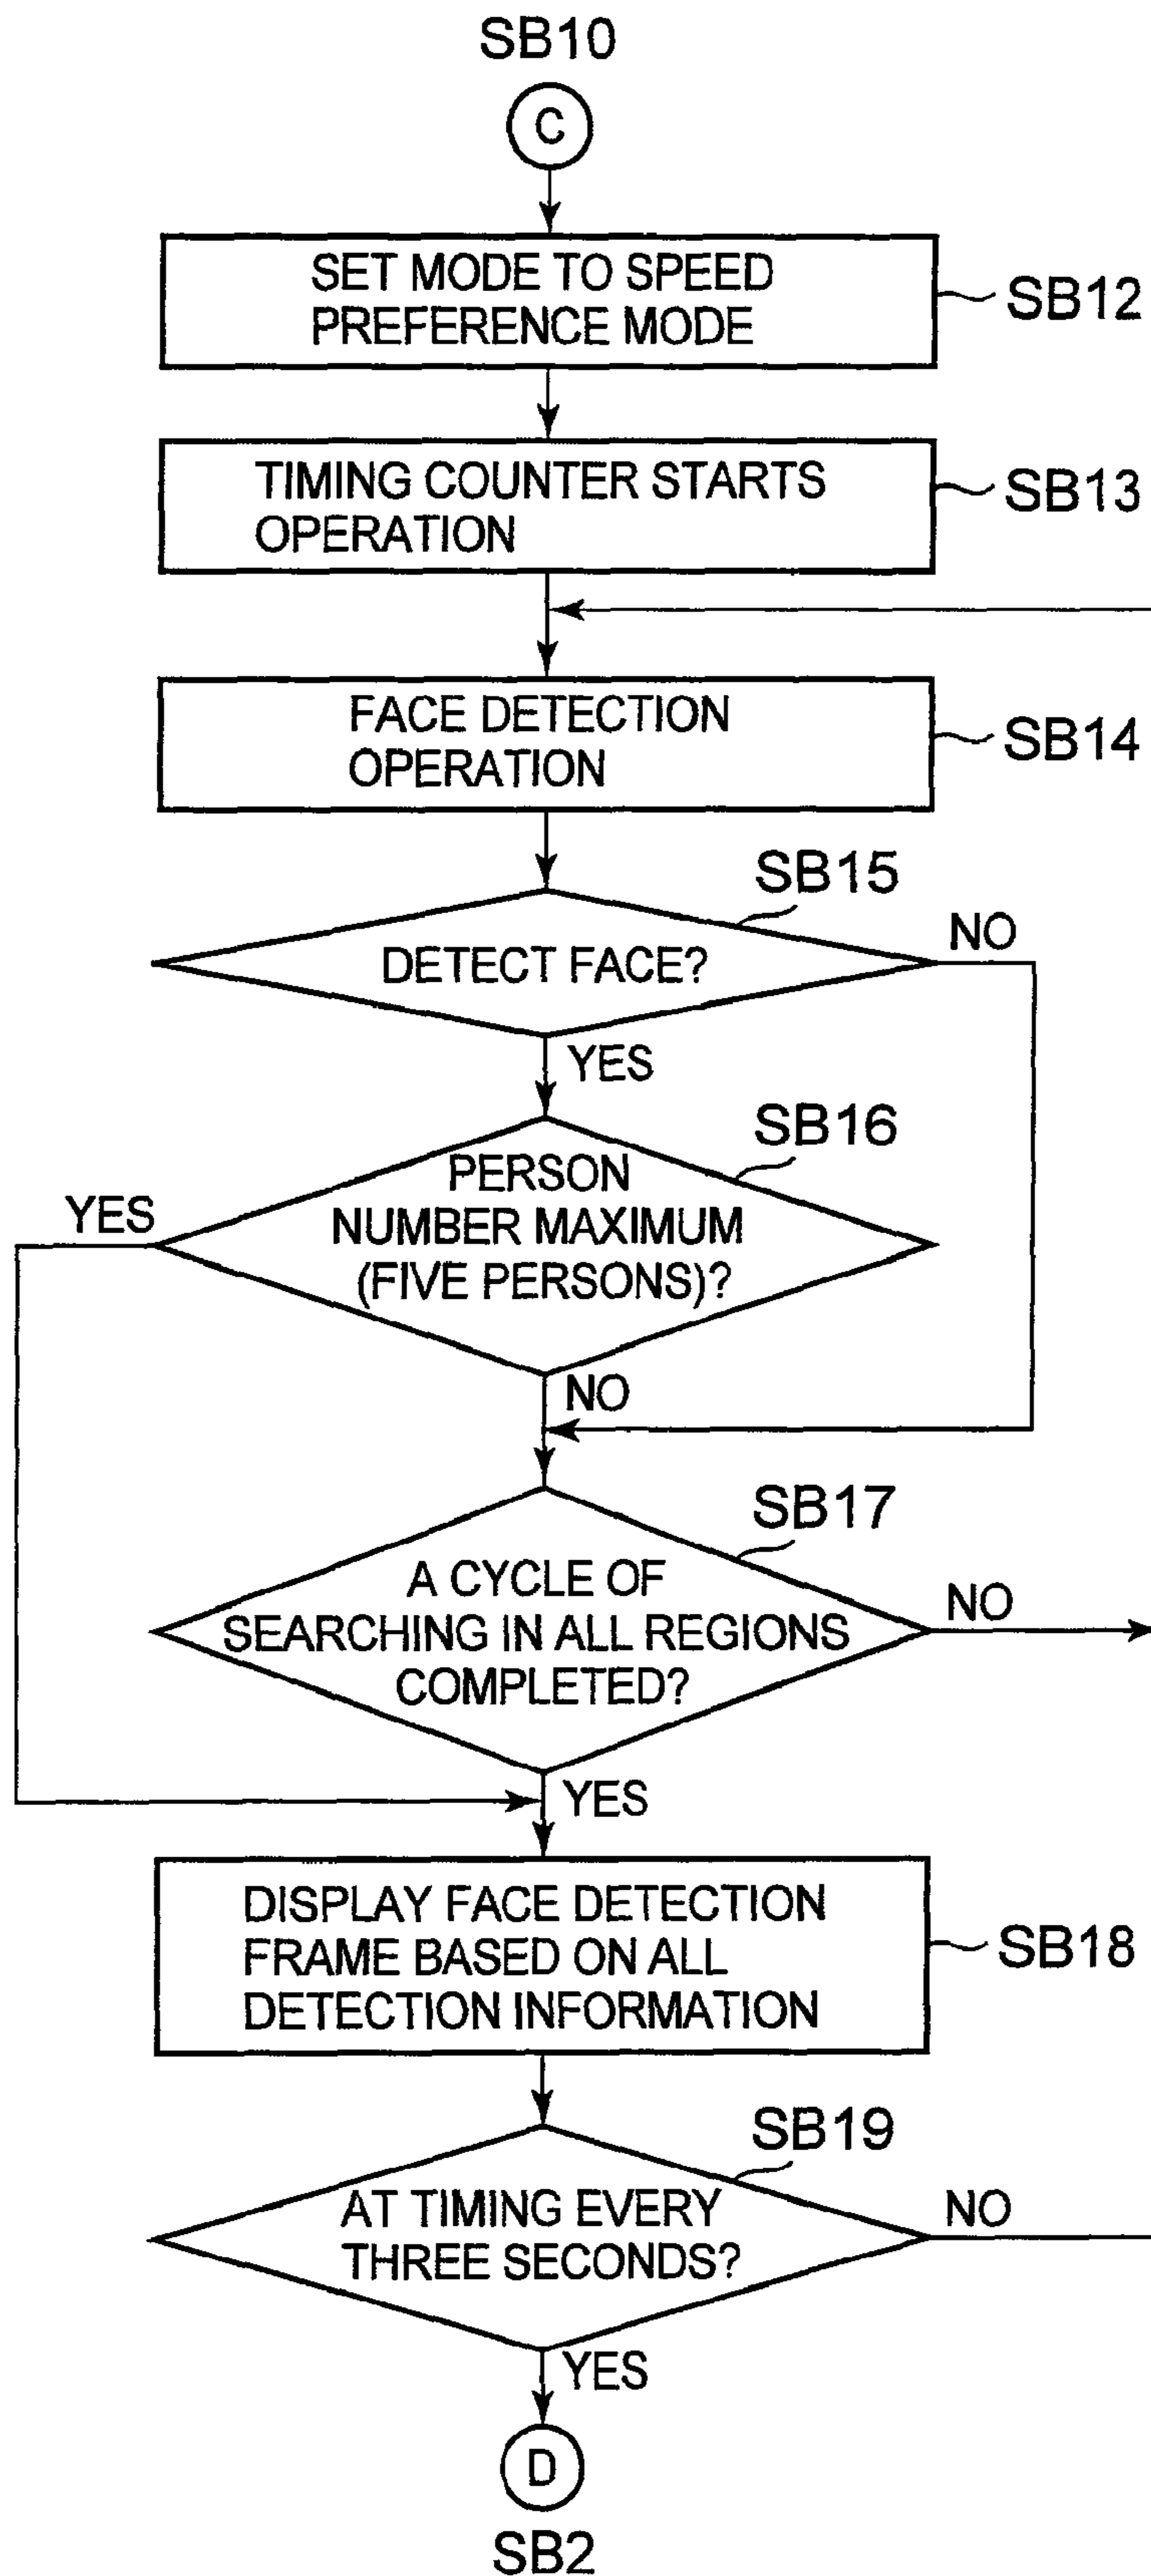 SB10
C
SET MODE TO SPEED
PREFERENCE MODE
SB12
TIMING COUNTER STARTS
OPERATION
SB13
FACE DETECTION
OPERATION
SB14
SB15
DETECT FACE?
NO
YES
SB16
PERSON
NUMBER MAXIMUM
(FIVE PERSONS)?
YES
NO
SB17
A CYCLE OF
SEARCHING IN ALL REGIONS
COMPLETED?
NO
YES
DISPLAY FACE DETECTION
FRAME BASED ON ALL
DETECTION INFORMATION
SB18
SB19
AT TIMING EVERY
THREE SECONDS?
NO
YES
D
SB2